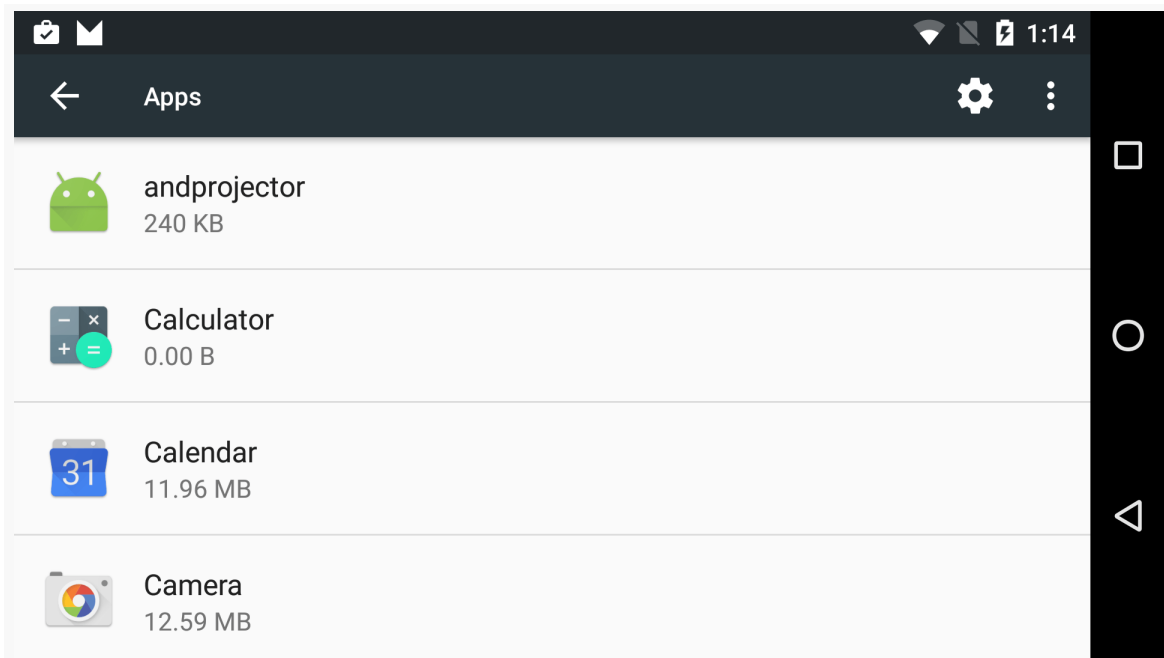 1:14
Apps
andprojector
240 KB
Calculator
0.00 B
31
Calendar
11.96 MB
Camera
12.59 MB